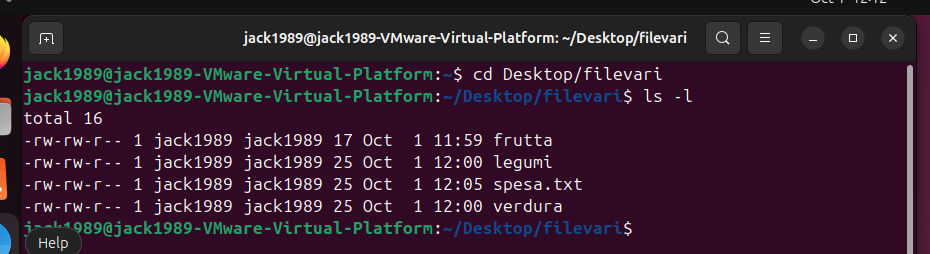 Oct 1 12:12
jack1989@jack1989-VMware-Virtual-Platform: ~/Desktop/filevari
jack1989@jack1989-VMware-Virtual-Platform:~$ cd Desktop/filevari
jack1989@jack1989-VMware-Virtual-Platform:~/Desktop/filevari$ ls -l
total 16
-rw-rw-r-- 1 jack1989 jack1989 17 Oct  1 11:59 frutta
-rw-rw-r-- 1 jack1989 jack1989 25 Oct  1 12:00 legumi
-rw-rw-r-- 1 jack1989 jack1989 25 Oct  1 12:05 spesa.txt
-rw-rw-r-- 1 jack1989 jack1989 25 Oct  1 12:00 verdura
jack1989@jack1989-VMware-Virtual-Platform:~/Desktop/filevari$
Help